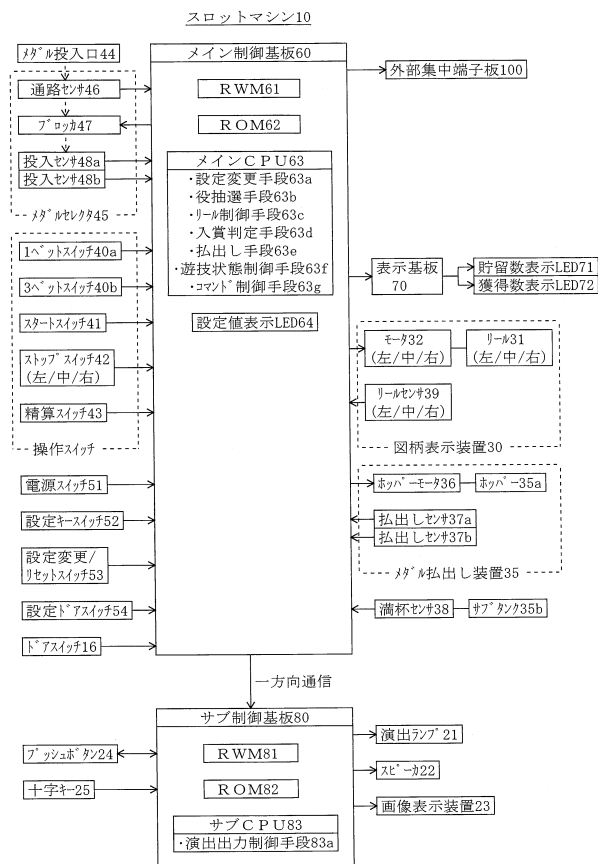 スロットマシン10
メダル投入口44
通路センサ46
ブロッカ47
投入センサ48a
投入センサ48b
メダルセレクタ45
1ベットスイッチ40a
3ベットスイッチ40b
スタートスイッチ41
ストップスイッチ42
(左/中/右)
精算スイッチ43
操作スイッチ
電源スイッチ51
設定キースイッチ52
設定変更/
リセットスイッチ53
設定ドアスイッチ54
ドアスイッチ16
メイン制御基板60
RWM61
ROM62
メインCPU63
・設定変更手段63a
・役抽選手段63b
・リール制御手段63c
・入賞判定手段63d
・払出し手段63e
・遊技状態制御手段63f
・コマンド制御手段63g
設定値表示LED64
外部集中端子板100
表示基板
70
貯留数表示LED71
獲得数表示LED72
モータ32
(左/中/右)
リール31
(左/中/右)
リールセンサ39
(左/中/右)
図柄表示装置30
ホッパーモータ36
ホッパー35a
払出しセンサ37a
払出しセンサ37b
メダル払出し装置35
満杯センサ38
サブタンク35b
一方向通信
サブ制御基板80
RWM81
ROM82
サブCPU83
・演出出力制御手段83a
プッシュボタン24
十字キー25
演出ランプ21
スピーカ22
画像表示装置23